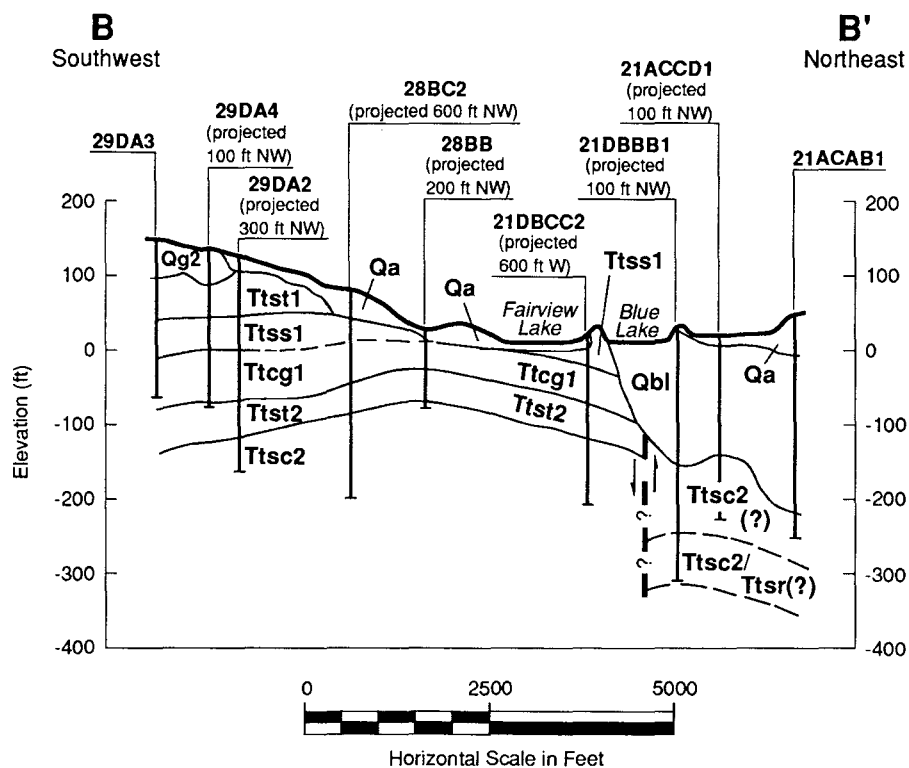 B
Southwest
B'
Northeast
21ACCD1
(projected
100 ft NW)
28BC2
(projected 600 ft NW)
29DA4
(projected
100 ft NW)
28BB
(projected
200 ft NW)
21DBBB1
(projected
100 ft NW)
29DA3
21ACAB1
29DA2
(projected
300 ft NW)
21DBCC2
(projected
600 ft W)
200
100
0
-100
-200
-300
-400
Elevation (ft)
200
100
0
-100
-200
-300
-400
Qg2
Qa
Qa
Ttss1
Fairview
Lake
Blue
Lake
Ttst1
Ttss1
Ttcg1
Ttst2
Ttsc2
Ttcg1
Ttst2
Qbl
Qa
Ttsc2
(?)
?
?
Ttsc2/
Ttsr(?)
0
2500
5000
Horizontal Scale in Feet